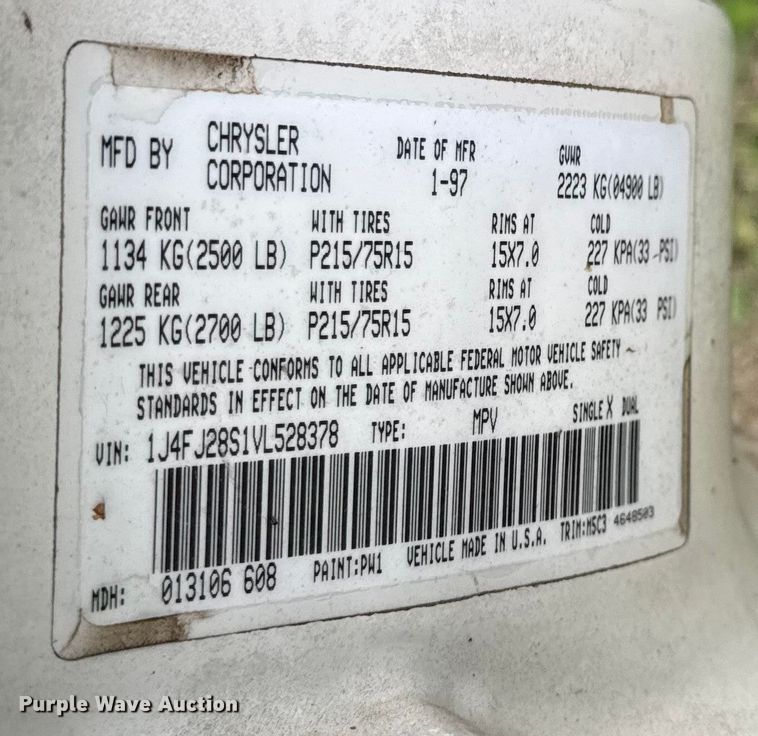 MFD BY CHRYSLER CORPORATION DATE OF MFR 1-97 GVWR 2223 KG(04900 LB)
GAWR FRONT WITH TIRES RIMS AT COLD
1134 KG(2500 LB) P215/75R15 15X7.0 227 KPA(33 PSI)
GAWR REAR WITH TIRES RIMS AT COLD
1225 KG(2700 LB) P215/75R15 15X7.0 227 KPA(33 PSI)
THIS VEHICLE CONFORMS TO ALL APPLICABLE FEDERAL MOTOR VEHICLE SAFETY
STANDARDS IN EFFECT ON THE DATE OF MANUFACTURE SHOWN ABOVE.
VIN: 1J4FJ28S1VL528378 TYPE: MPV SINGLE X DUAL
MDH: 013106 608 PAINT:PW1 VEHICLE MADE IN U.S.A. TRIM:M5C3 4648503
Purple Wave Auction